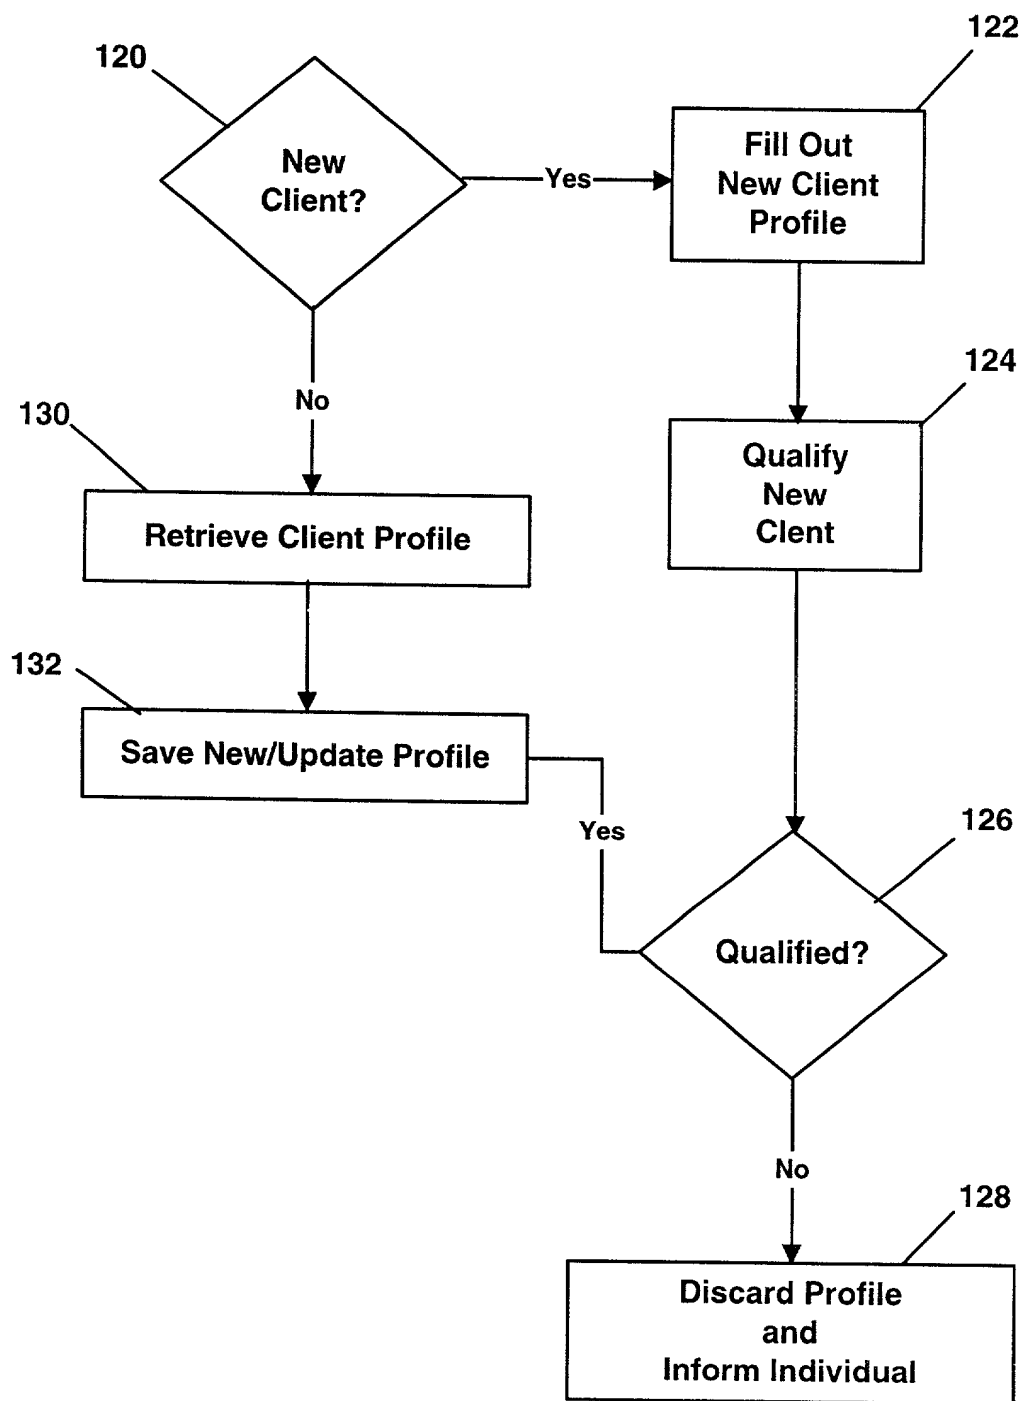 120
New
Client?
Yes
122
Fill Out
New Client
Profile
124
Qualify
New
Clent
No
130
Retrieve Client Profile
132
Save New/Update Profile
Yes
126
Qualified?
No
128
Discard Profile
and
Inform Individual